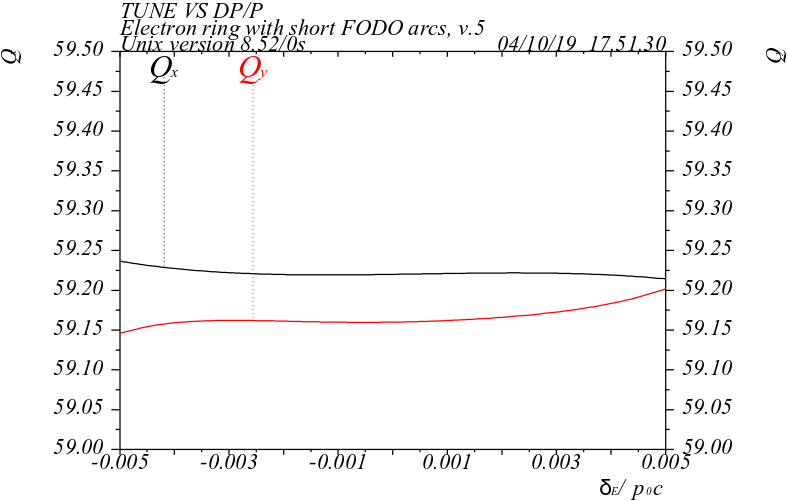 TUNE VS DP/P
Electron ring with short FODO arcs, v.5
Unix version 8.52/0s 04/10/19 17.51.30
Q Q
Qx Qy
59.50 59.50
59.45 59.45
59.40 59.40
59.35 59.35
59.30 59.30
59.25 59.25
59.20 59.20
59.15 59.15
59.10 59.10
59.05 59.05
59.00 59.00
-0.005 -0.003 -0.001 0.001 0.003 0.005
δE/ p0c